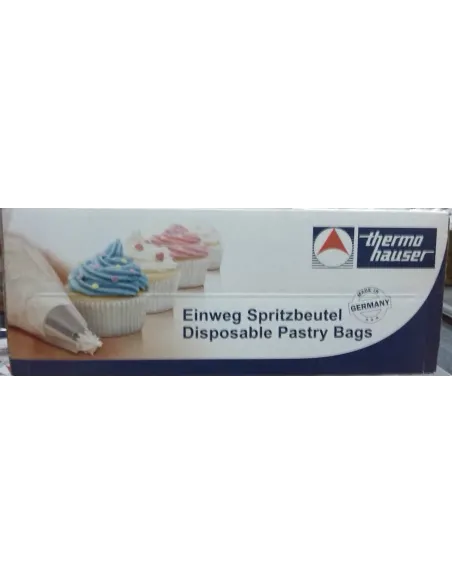 thermo
hauser
MADE IN
GERMANY
Einweg Spritzbeutel
Disposable Pastry Bags